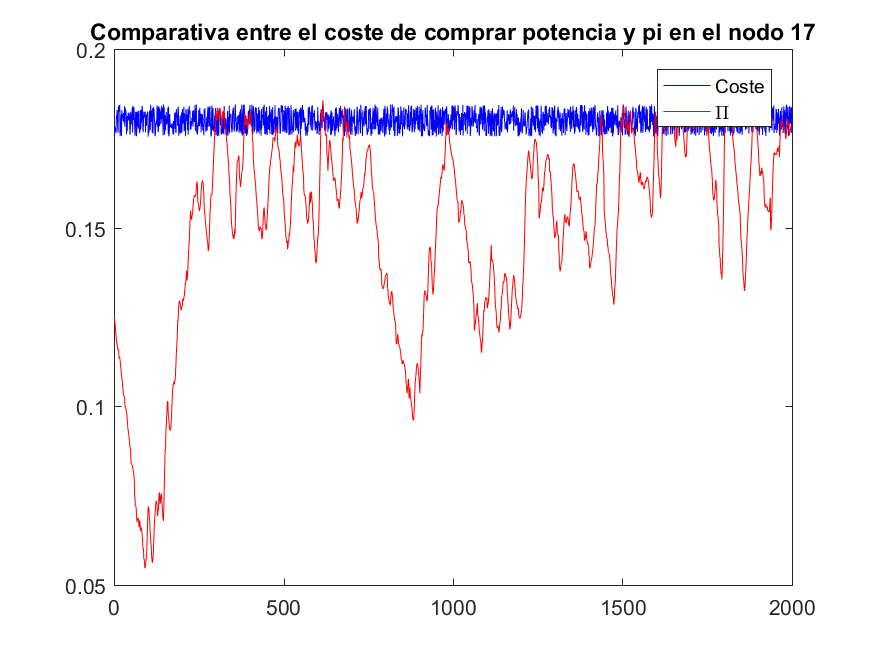 Comparativa entre el coste de comprar potencia y pi en el nodo 17
0.2
0.15
0.1
0.05
0 500 1000 1500 2000
Coste
Π